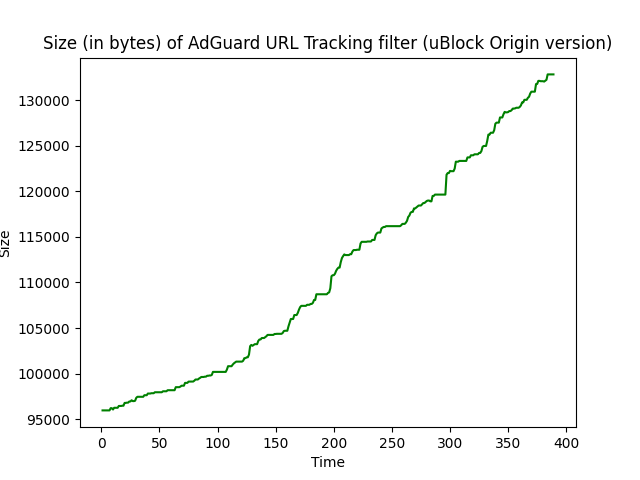 Size (in bytes) of AdGuard URL Tracking filter (uBlock Origin version)
130000
125000
120000
115000
110000
105000
100000
95000
Size
0 50 100 150 200 250 300 350 400
Time